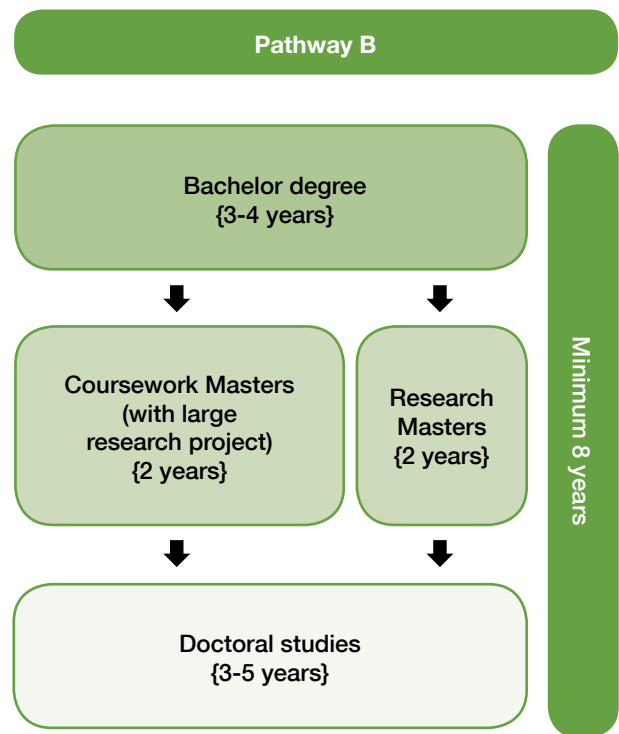 Pathway B
Bachelor degree
{3-4 years}
Coursework Masters
(with large
research project)
{2 years}
Research
Masters
{2 years}
Doctoral studies
{3-5 years}
Minimum 8 years